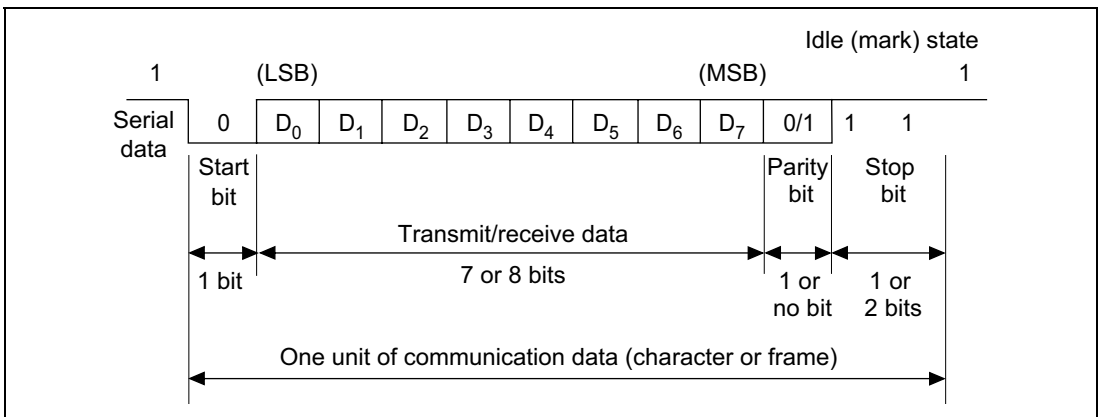 Idle (mark) state
1 (LSB) (MSB) 1
Serial data
0 D₀ D₁ D₂ D₃ D₄ D₅ D₆ D₇ 0/1 1 1
Start bit
Parity bit
Stop bit
Transmit/receive data
1 bit
7 or 8 bits
1 or no bit
1 or 2 bits
One unit of communication data (character or frame)